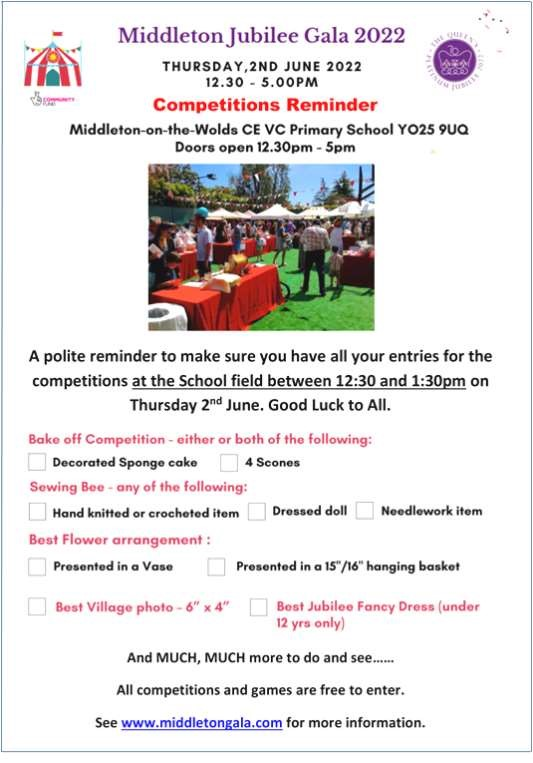 Middleton Jubilee Gala 2022
THURSDAY,2ND JUNE 2022
12.30 - 5.00PM
COMMUNITY
FUND
THE QUEEN'S
PLATINUM JUBILEE 2022
Competitions Reminder
Middleton-on-the-Wolds CE VC Primary School YO25 9UQ
Doors open 12.30pm - 5pm
A polite reminder to make sure you have all your entries for the
competitions at the School field between 12:30 and 1:30pm on
Thursday 2nd June. Good Luck to All.
Bake off Competition - either or both of the following:
Decorated Sponge cake 4 Scones
Sewing Bee - any of the following:
Hand knitted or crocheted item Dressed doll Needlework item
Best Flower arrangement :
Presented in a Vase Presented in a 15"/16" hanging basket
Best Village photo - 6” x 4” Best Jubilee Fancy Dress (under
12 yrs only)
And MUCH, MUCH more to do and see……
All competitions and games are free to enter.
See www.middletongala.com for more information.